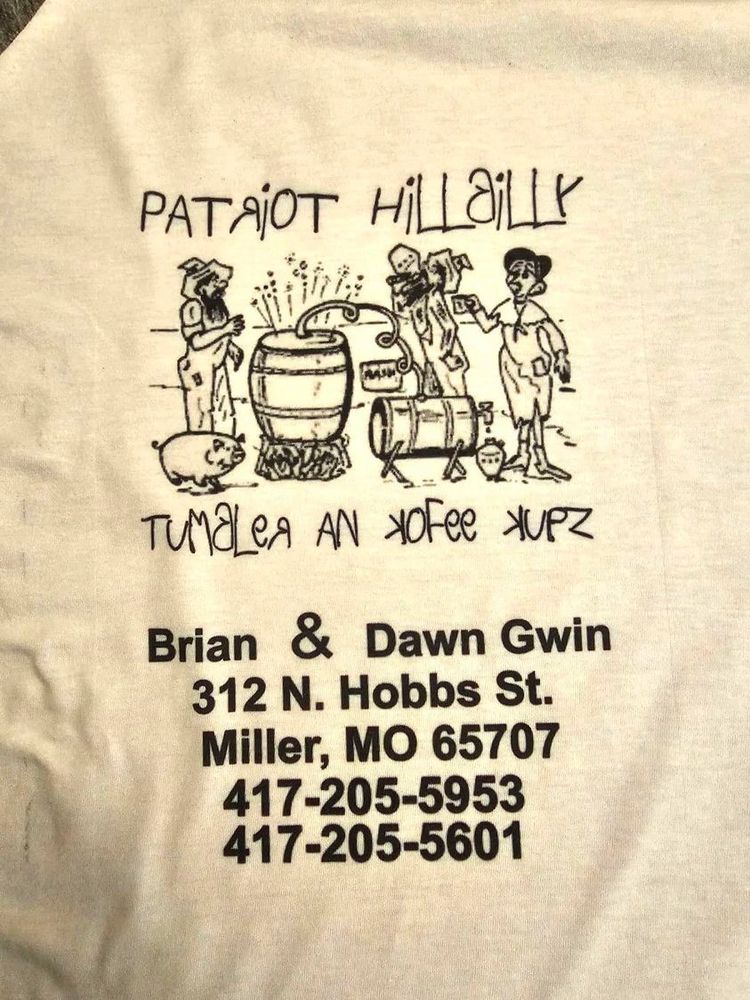 PATRiOT HiLLBiLLY
TUMBLeR AN KOFee KUPZ
Brian & Dawn Gwin
312 N. Hobbs St.
Miller, MO 65707
417-205-5953
417-205-5601